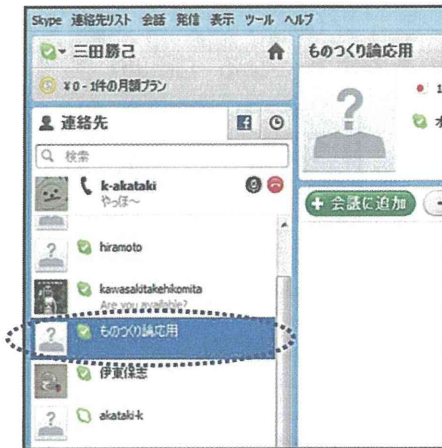 Skype 連絡先リスト 会話 発信 表示 ツール ヘルプ
三田勝己
¥0 - 1件の月額プラン
連絡先
検索
k-akataki
やっほ～
hiramoto
kawasakitakehikomita
Are you available?
ものつくり論応用
伊東保志
akataki-k
ものつくり論応用
1
会議に追加